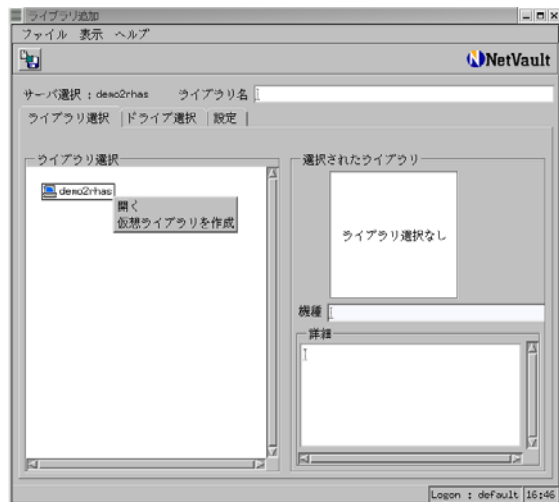 ライブラリ追加
ファイル 表示 ヘルプ
NetVault
サーバ選択 : demo2rhas ライブラリ名
ライブラリ選択 ドライブ選択 設定
ライブラリ選択
demo2rhas
開く
仮想ライブラリを作成
選択されたライブラリ
ライブラリ選択なし
機種
詳細
Logon : default 16:46